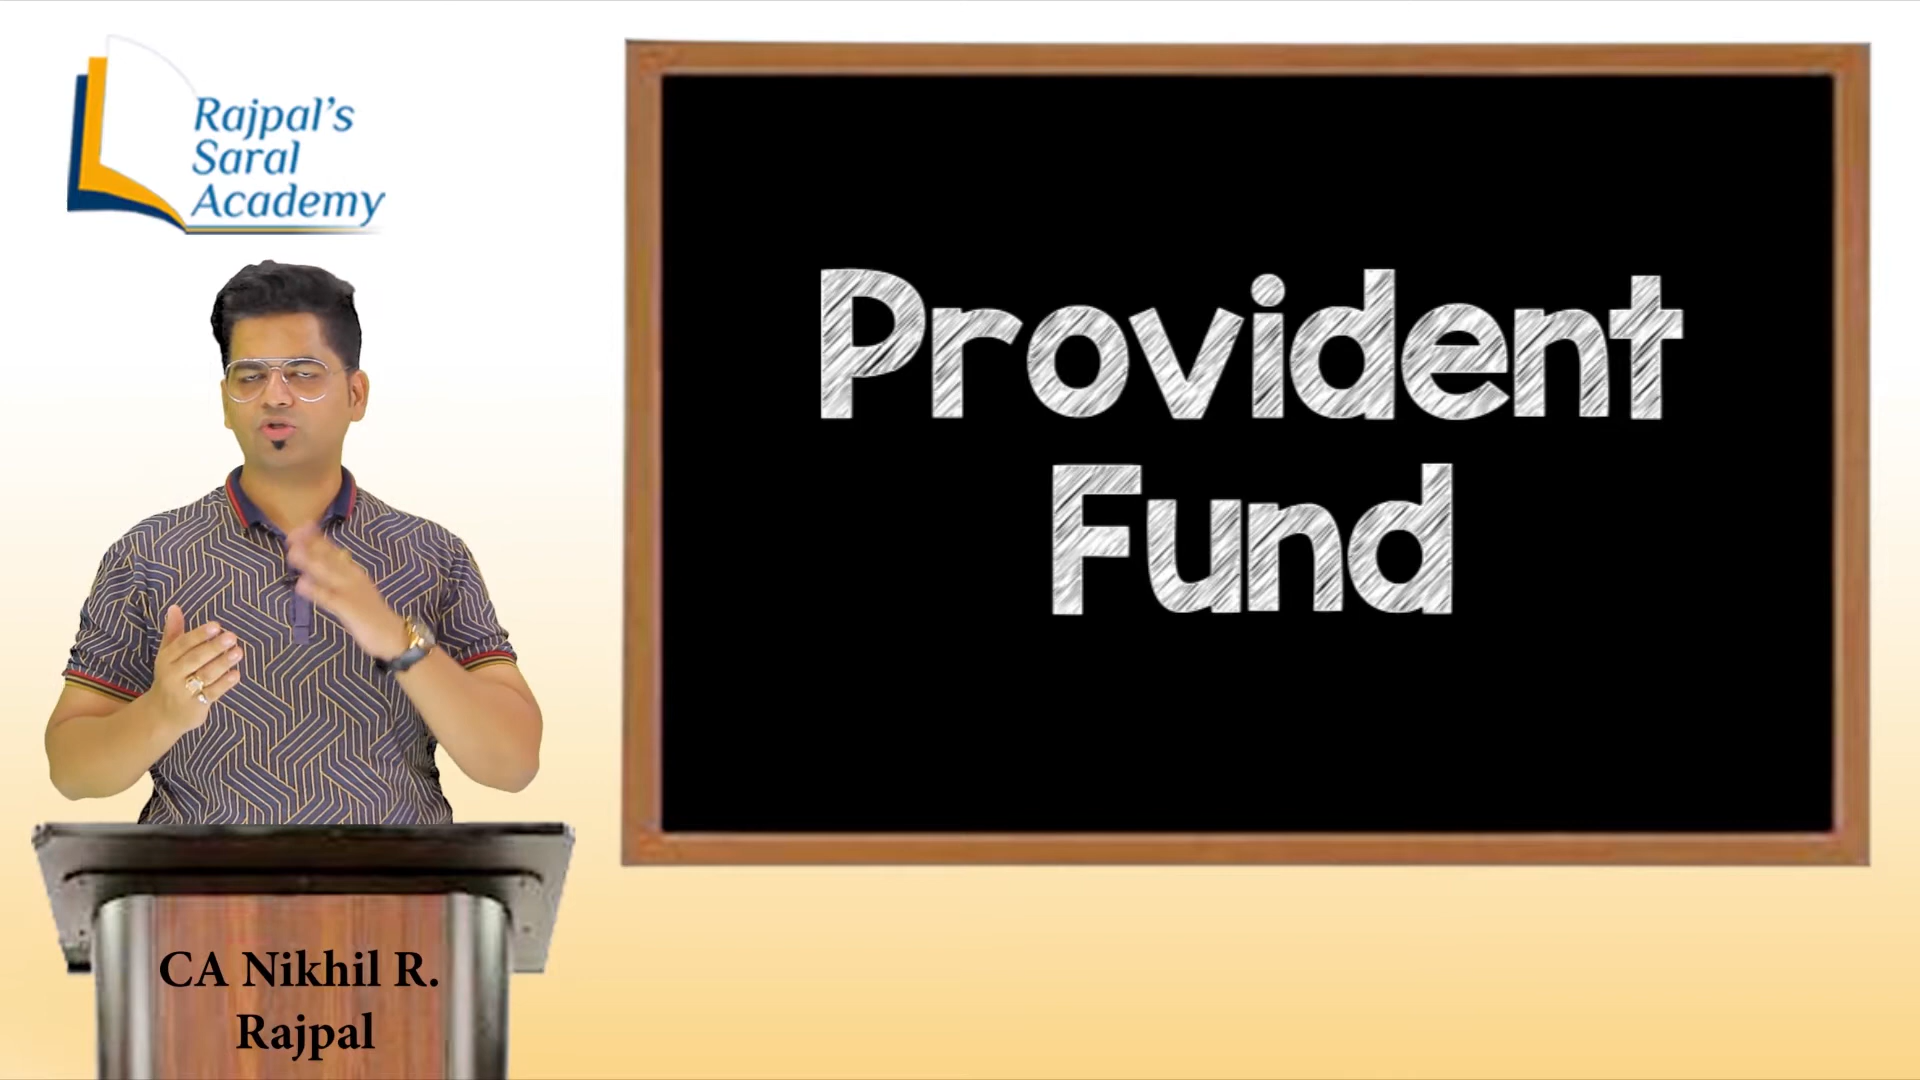 Rajpal's
Saral
Academy
Provident
Fund
CA Nikhil R.
Rajpal